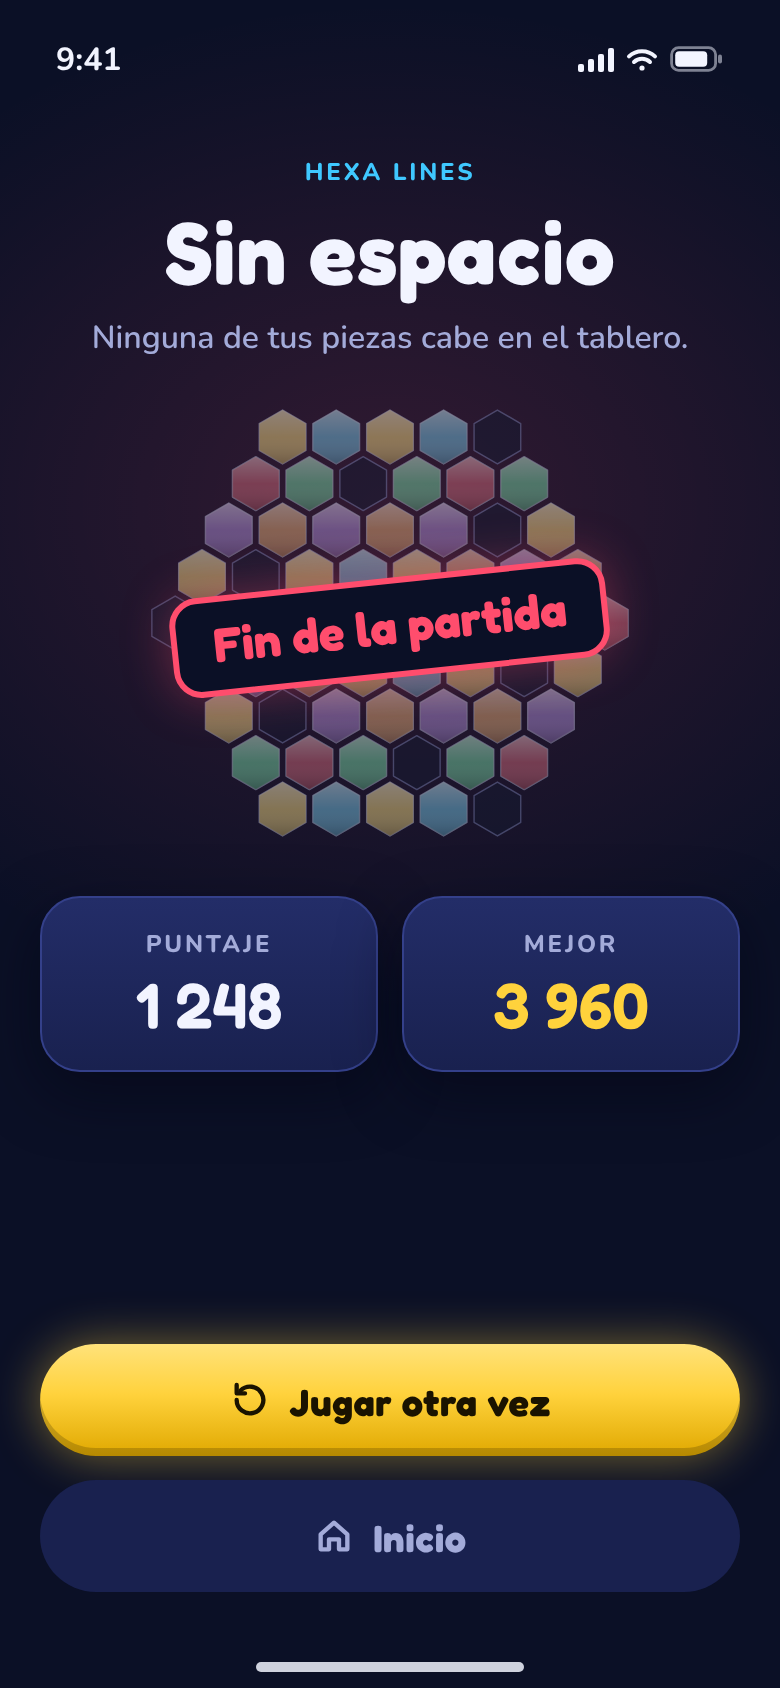 9:41
HEXA LINES
Sin espacio
Ninguna de tus piezas cabe en el tablero.
Fin de la partida
PUNTAJE
1 248
MEJOR
3 960
Jugar otra vez
Inicio